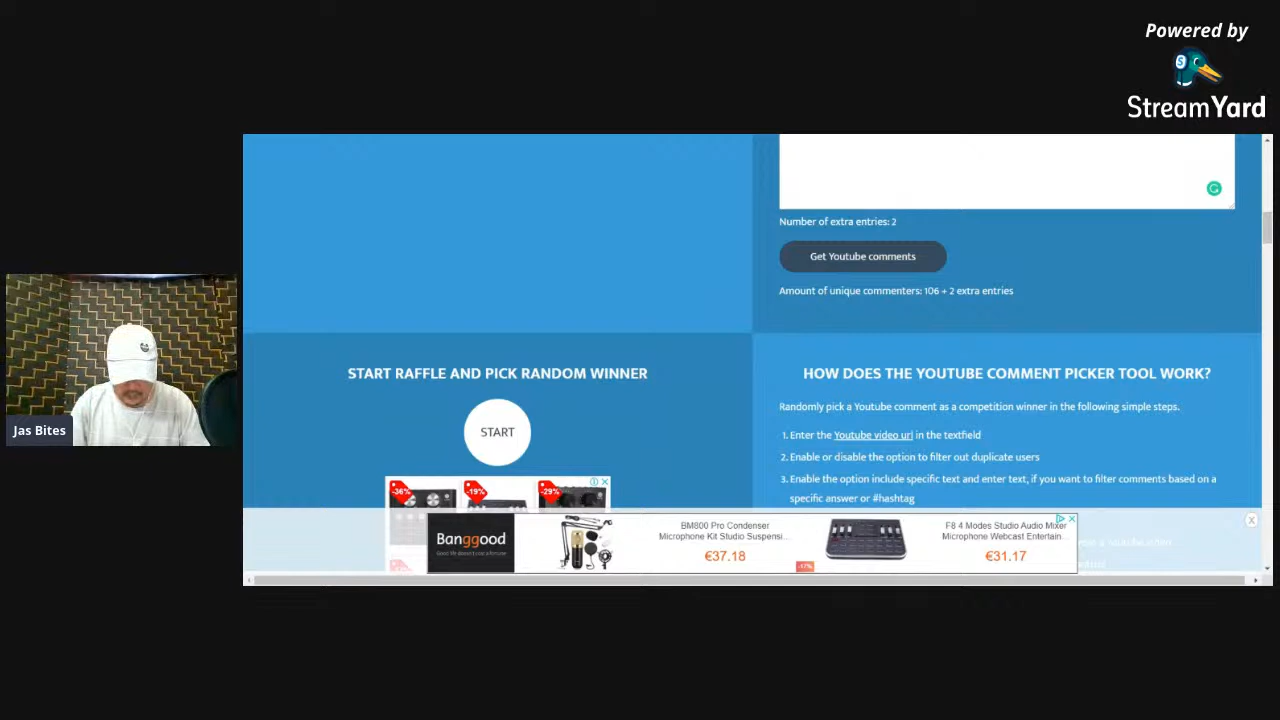 Powered by
StreamYard
Number of extra entries: 2
Get Youtube comments
Amount of unique commenters: 106 + 2 extra entries
START RAFFLE AND PICK RANDOM WINNER
START
HOW DOES THE YOUTUBE COMMENT PICKER TOOL WORK?
Randomly pick a Youtube comment as a competition winner in the following simple steps.
1. Enter the Youtube video url in the textfield
2. Enable or disable the option to filter out duplicate users
3. Enable the option include specific text and enter text, if you want to filter comments based on a
specific answer or #hashtag
Jas Bites
-36%
-19%
-29%
Banggood
BM800 Pro Condenser
Microphone Kit Studio Suspensi...
€37.18
-17%
F8 4 Modes Studio Audio Mixer
Microphone Webcast Entertain...
€31.17